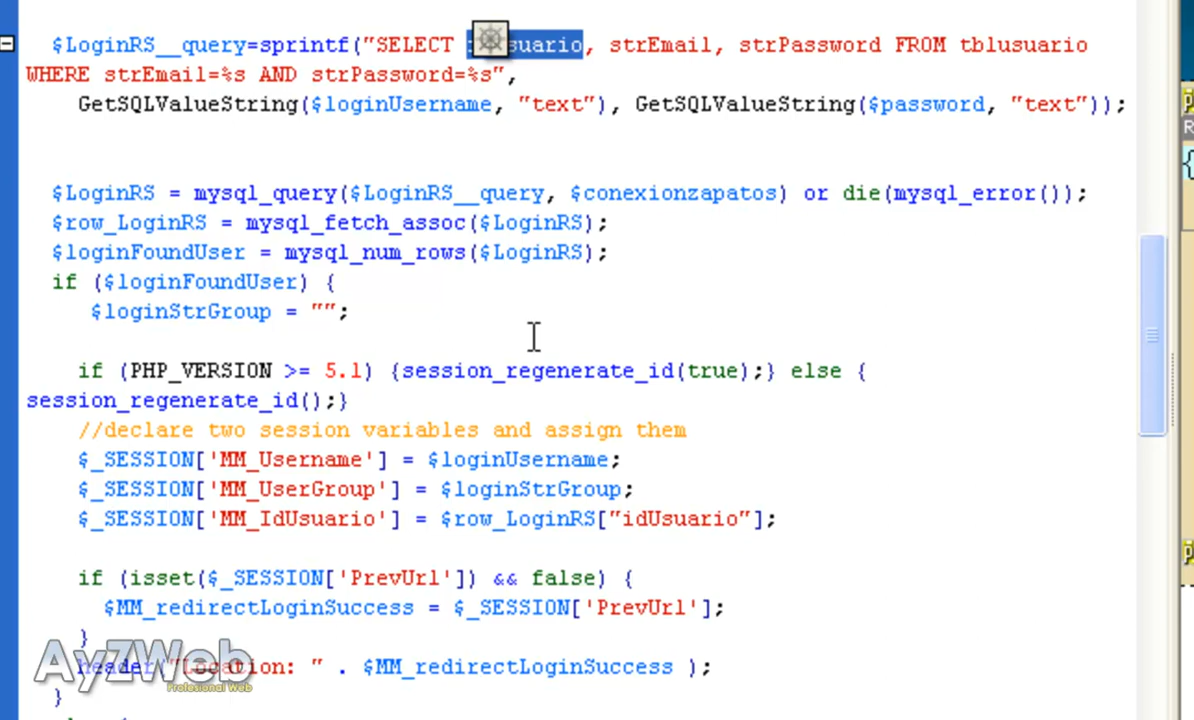 $LoginRS__query=sprintf("SELECT suario, strEmail, strPassword FROM tblusuario
WHERE strEmail=%s AND strPassword=%s",
GetSQLValueString($loginUsername, "text"), GetSQLValueString($password, "text"));
$LoginRS = mysql_query($LoginRS__query, $conexionzapatos) or die(mysql_error());
$row_LoginRS = mysql_fetch_assoc($LoginRS);
$loginFoundUser = mysql_num_rows($LoginRS);
if ($loginFoundUser) {
$loginStrGroup = "";
if (PHP_VERSION >= 5.1) {session_regenerate_id(true);} else {
session_regenerate_id();}
//declare two session variables and assign them
$_SESSION['MM_Username'] = $loginUsername;
$_SESSION['MM_UserGroup'] = $loginStrGroup;
$_SESSION['MM_IdUsuario'] = $row_LoginRS["idUsuario"];
if (isset($_SESSION['PrevUrl']) && false) {
$MM_redirectLoginSuccess = $_SESSION['PrevUrl'];
}
header("Location: " . $MM_redirectLoginSuccess );
}
AyZWeb
Profesional Web